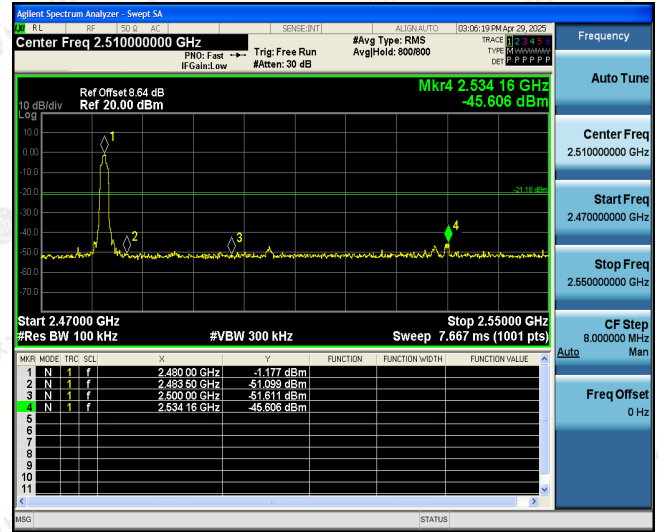 Agilent Spectrum Analyzer - Swept SA
RL RF 50 Ω AC SENSE:INT ALIGN AUTO 03:06:19 PM Apr 29, 2025
Center Freq 2.510000000 GHz
PNO: Fast
IFGain:Low
Trig: Free Run
#Atten: 30 dB
#Avg Type: RMS
Avg|Hold: 800/800
TRACE 1 2 3 4 5 6
TYPE M
DET P P P P P P
Ref Offset 8.64 dB
Ref 20.00 dBm
10 dB/div
Log
Mkr4 2.534 16 GHz
-45.606 dBm
10.0
0.00
-10.0
-20.0
-30.0
-40.0
-50.0
-60.0
-70.0
1
2
3
4
-21.18 dBm
Start 2.47000 GHz
Stop 2.55000 GHz
#Res BW 100 kHz
#VBW 300 kHz
Sweep 7.667 ms (1001 pts)
MKR MODE TRC SCL X Y FUNCTION FUNCTION WIDTH FUNCTION VALUE
1 N 1 f 2.480 00 GHz -1.177 dBm
2 N 1 f 2.483 50 GHz -51.099 dBm
3 N 1 f 2.500 00 GHz -51.611 dBm
4 N 1 f 2.534 16 GHz -45.606 dBm
5
6
7
8
9
10
11
MSG
STATUS
Frequency
Auto Tune
Center Freq
2.510000000 GHz
Start Freq
2.470000000 GHz
Stop Freq
2.550000000 GHz
CF Step
8.000000 MHz
Auto Man
Freq Offset
0 Hz